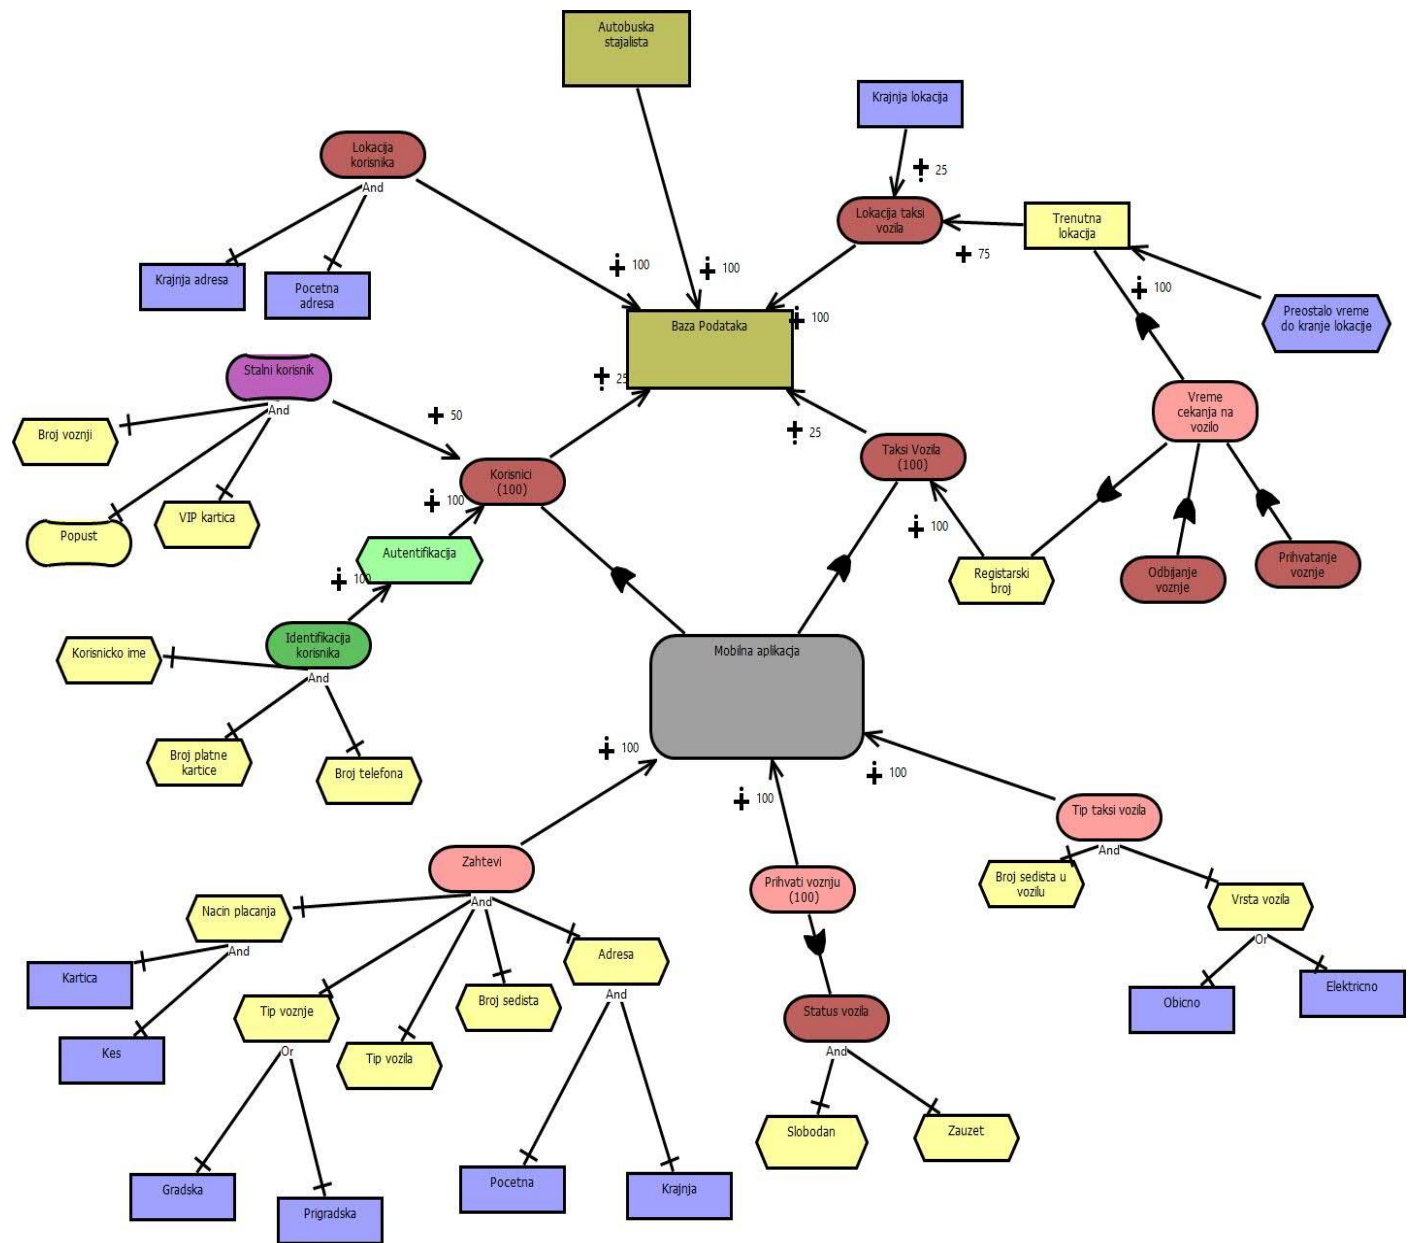 Autobuska
stajalista
Krajnja lokacija
Lokacija
korisnika
And
25
Lokacija taksi
vozila
Trenutna
lokacija
75
Krajnja adresa
Pocetna
adresa
100
100
100
Preostalo vreme
do kranje lokacije
Baza Podataka
100
Stalni korisnik
And
25
Vreme
cekanja na
vozilo
50
25
Broj voznji
Taksi Vozila
(100)
Korisnici
(100)
100
VIP kartica
Popust
100
Autentifikacija
Registarski
broj
Odbijanje
voznje
Prihvatanje
voznje
100
Identifikacija
korisnika
And
Korisnicko ime
Mobilna aplikacja
Broj platne
kartice
Broj telefona
100
100
100
Tip taksi vozila
And
Zahtevi
And
Prihvati voznju
(100)
Broj sedista u
vozilu
Vrsta vozila
Or
Nacin placanja
And
Kartica
Kes
Tip voznje
Or
Tip vozila
Broj sedista
Adresa
And
Status vozila
And
Obicno
Elektricno
Slobodan
Zauzet
Gradska
Prigradska
Pocetna
Krajnja